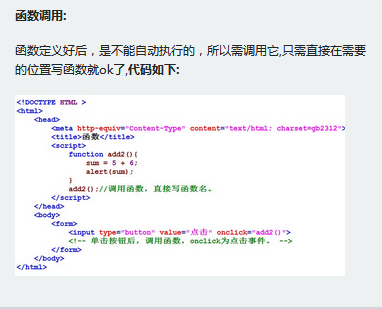 函数调用:
函数定义好后，是不能自动执行的，所以需调用它,只需直接在需要
的位置写函数就ok了,代码如下:
<!DOCTYPE HTML >
<html>
<head>
<meta http-equiv="Content-Type" content="text/html; charset=gb2312">
<title>函数</title>
<script>
function add2(){
sum = 5 + 6;
alert(sum);
}
add2();//调用函数，直接写函数名。
</script>
</head>
<body>
<form>
<input type="button" value="点击" onclick="add2()">
<!-- 单击按钮后，调用函数，onclick为点击事件。 -->
</form>
</body>
</html>